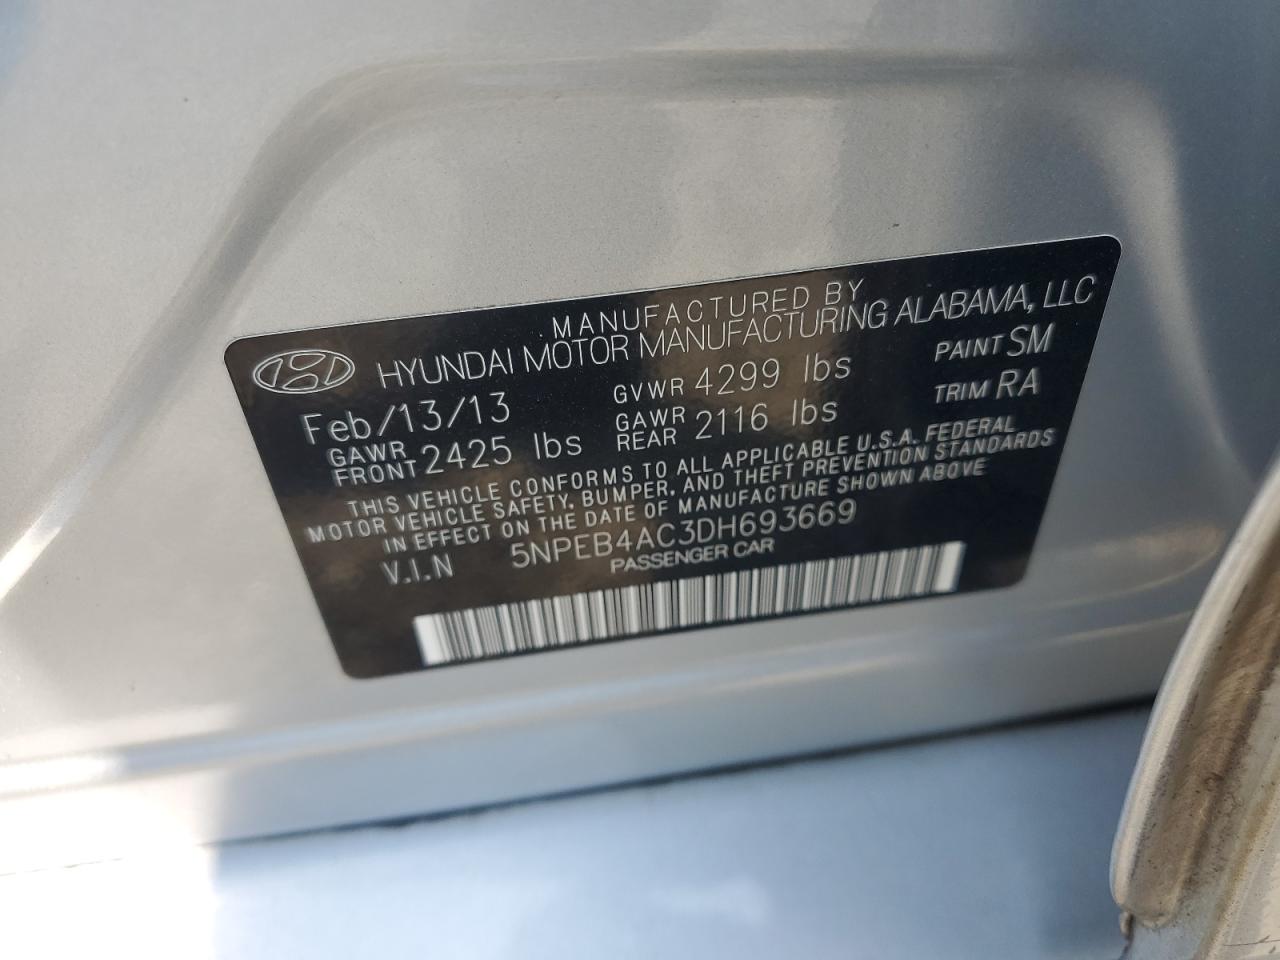 MANUFACTURED BY
HYUNDAI MOTOR MANUFACTURING ALABAMA, LLC
Feb/13/13 GVWR 4299 lbs PAINT SM
GAWR FRONT 2425 lbs GAWR REAR 2116 lbs TRIM RA
THIS VEHICLE CONFORMS TO ALL APPLICABLE U.S.A. FEDERAL
MOTOR VEHICLE SAFETY, BUMPER, AND THEFT PREVENTION STANDARDS
IN EFFECT ON THE DATE OF MANUFACTURE SHOWN ABOVE
V.I.N 5NPEB4AC3DH693669
PASSENGER CAR